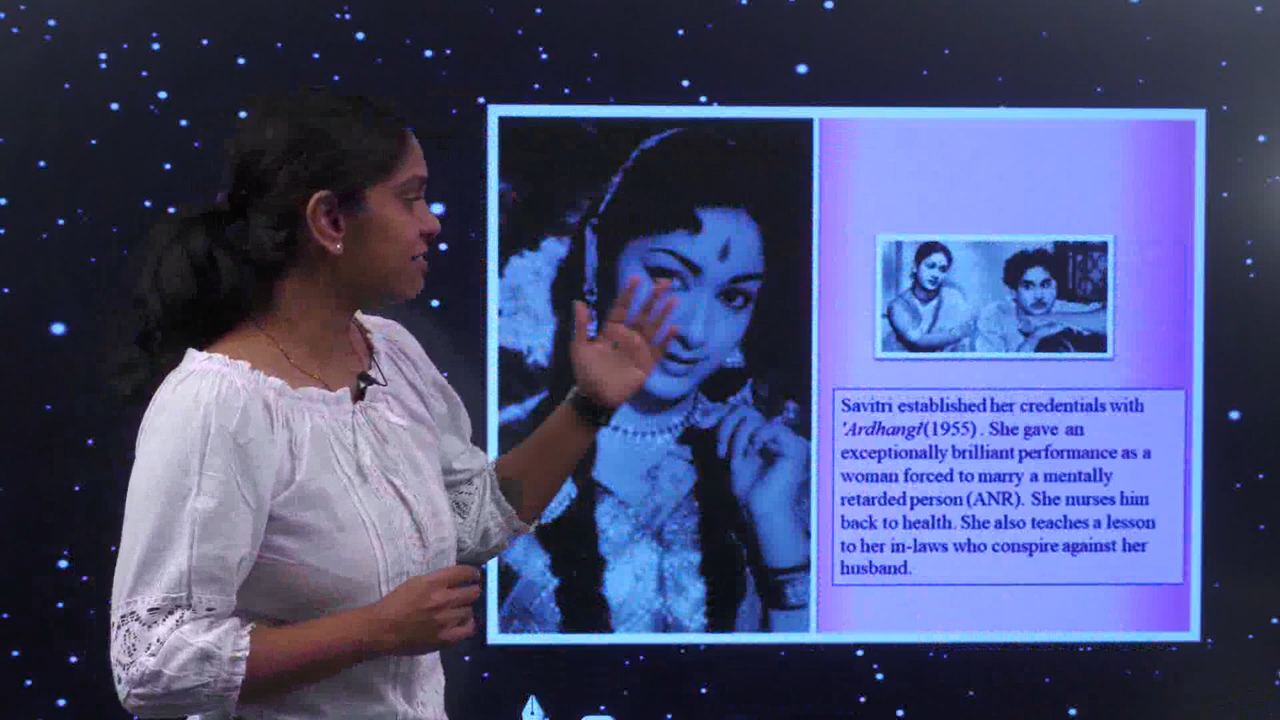 Savitri established her credentials with
'Ardhangi'(1955) . She gave an
exceptionally brilliant performance as a
woman forced to marry a mentally
retarded person (ANR). She nurses him
back to health. She also teaches a lesson
to her in-laws who conspire against her
husband.